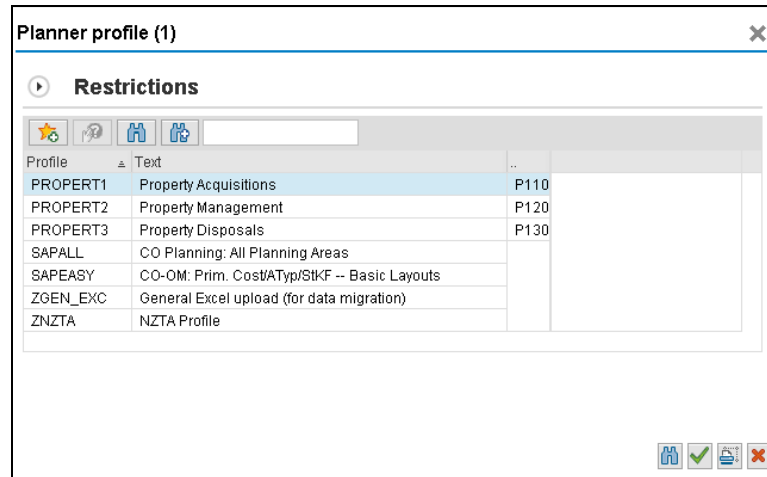 Planner profile (1)
Restrictions
Profile Text ..
PROPERT1 Property Acquisitions P110
PROPERT2 Property Management P120
PROPERT3 Property Disposals P130
SAPALL CO Planning: All Planning Areas
SAPEASY CO-OM: Prim. Cost/ATyp/StKF -- Basic Layouts
ZGEN_EXC General Excel upload (for data migration)
ZNZTA NZTA Profile